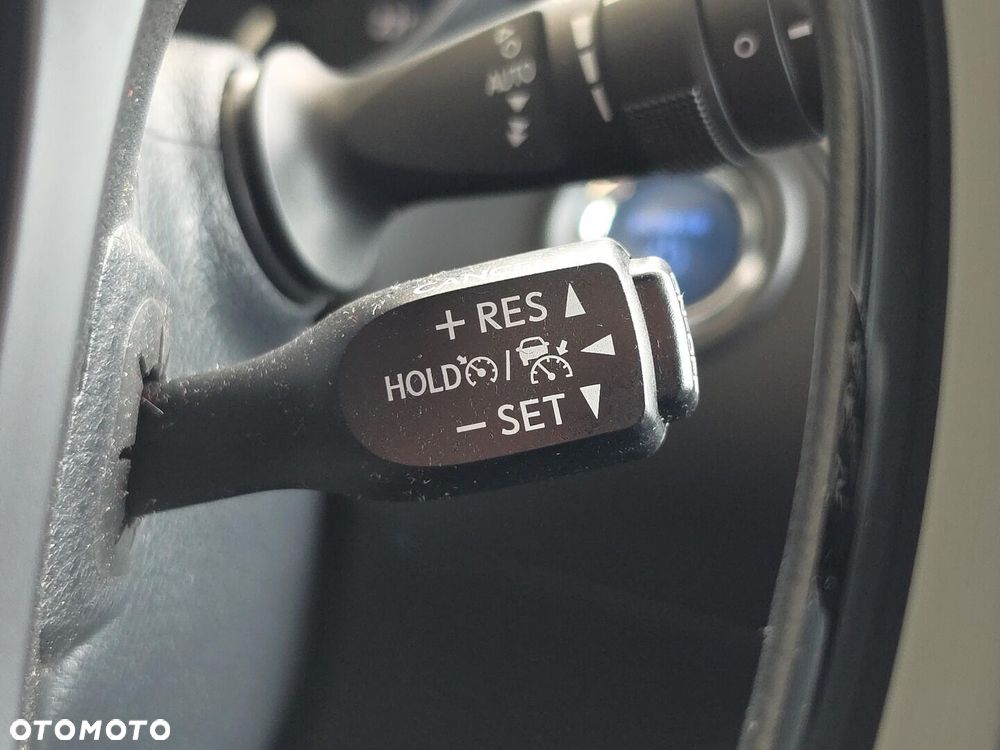 AUTO
+ RES
HOLD /
− SET
OTOMOTO